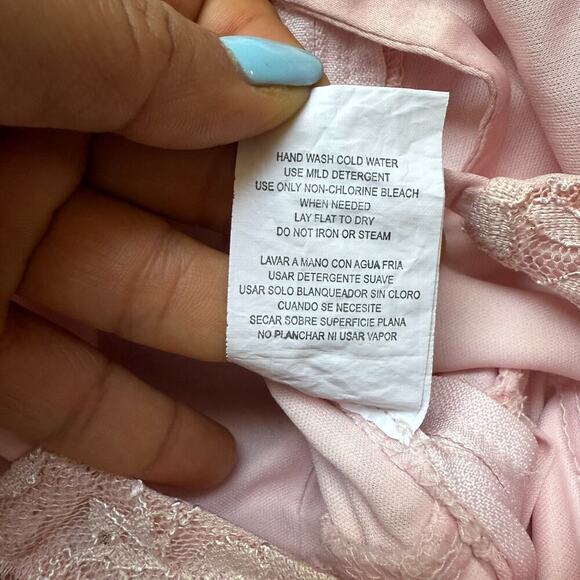 HAND WASH COLD WATER
USE MILD DETERGENT
USE ONLY NON-CHLORINE BLEACH
WHEN NEEDED
LAY FLAT TO DRY
DO NOT IRON OR STEAM
LAVAR A MANO CON AGUA FRIA
USAR DETERGENTE SUAVE
USAR SOLO BLANQUEADOR SIN CLORO
CUANDO SE NECESITE
SECAR SOBRE SUPERFICIE PLANA
NO PLANCHAR NI USAR VAPOR